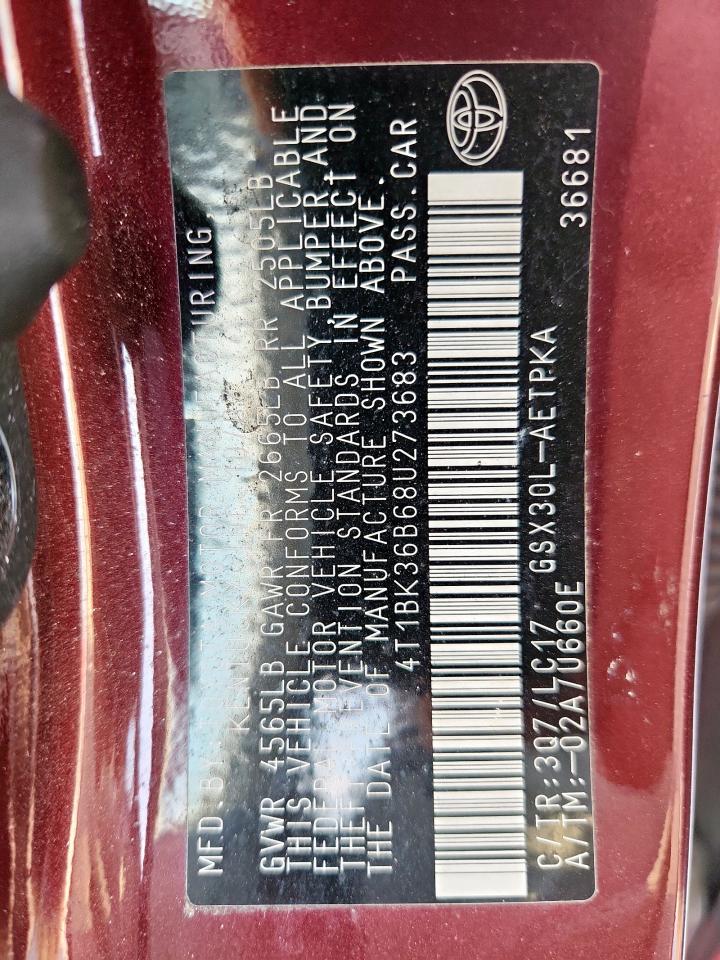 MFD.BY: MOTOR MANUFACTURING
GVWR 4565LB GAWR FR 2665LB RR 2505LB
THIS VEHICLE CONFORMS TO ALL APPLICABLE
FEDERAL MOTOR VEHICLE SAFETY, BUMPER, AND
THEFT PREVENTION STANDARDS IN EFFECT ON
THE DATE OF MANUFACTURE SHOWN ABOVE.
4T1BK36B68U273683 PASS.CAR
C/TR:3Q7/LC17 GSX30L-AETPKA
A/TM:-02A/U660E 36681